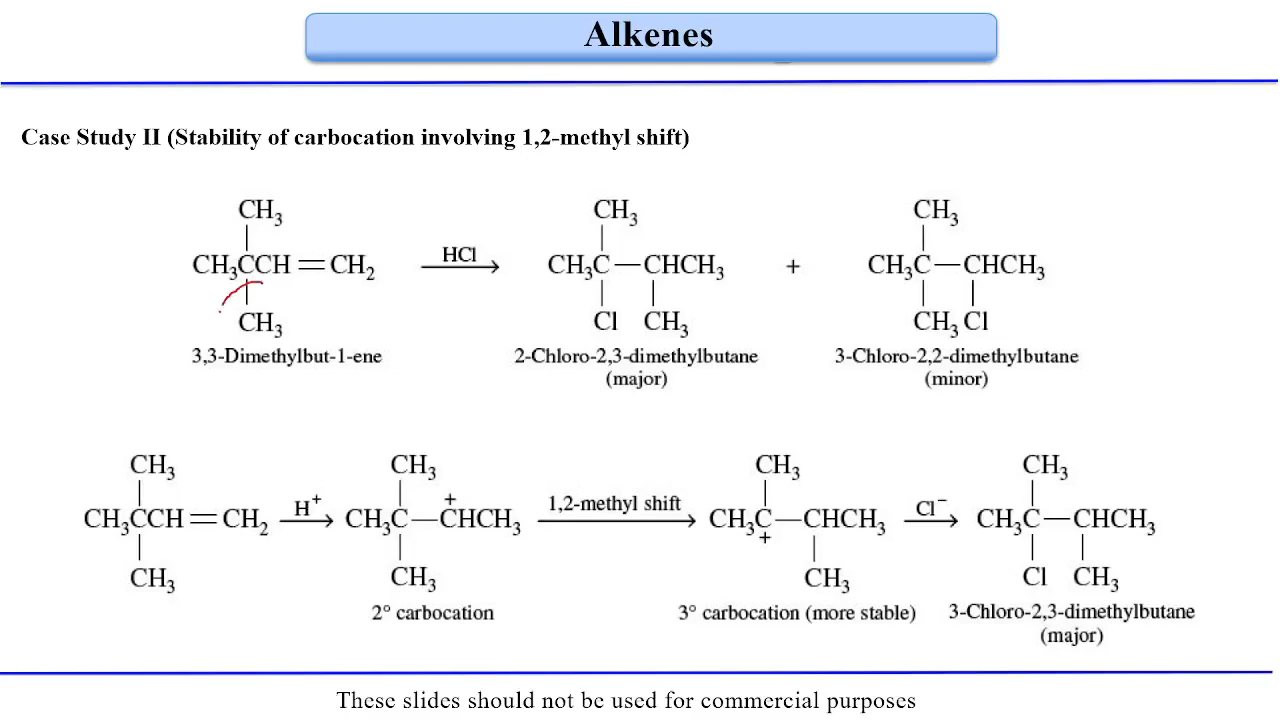 Alkenes
Case Study II (Stability of carbocation involving 1,2-methyl shift)
CH₃ CH₃ CH₃
CH₃CCH=CH₂ HCl CH₃C—CHCH₃ + CH₃C—CHCH₃
CH₃ Cl CH₃ CH₃ Cl
3,3-Dimethylbut-1-ene 2-Chloro-2,3-dimethylbutane 3-Chloro-2,2-dimethylbutane
(major) (minor)
CH₃ CH₃ CH₃ CH₃
CH₃CCH=CH₂ H⁺ CH₃C—C⁺HCH₃ 1,2-methyl shift CH₃C⁺—CHCH₃ Cl⁻ CH₃C—CHCH₃
CH₃ CH₃ CH₃ Cl CH₃
2° carbocation 3° carbocation (more stable) 3-Chloro-2,3-dimethylbutane
(major)
These slides should not be used for commercial purposes